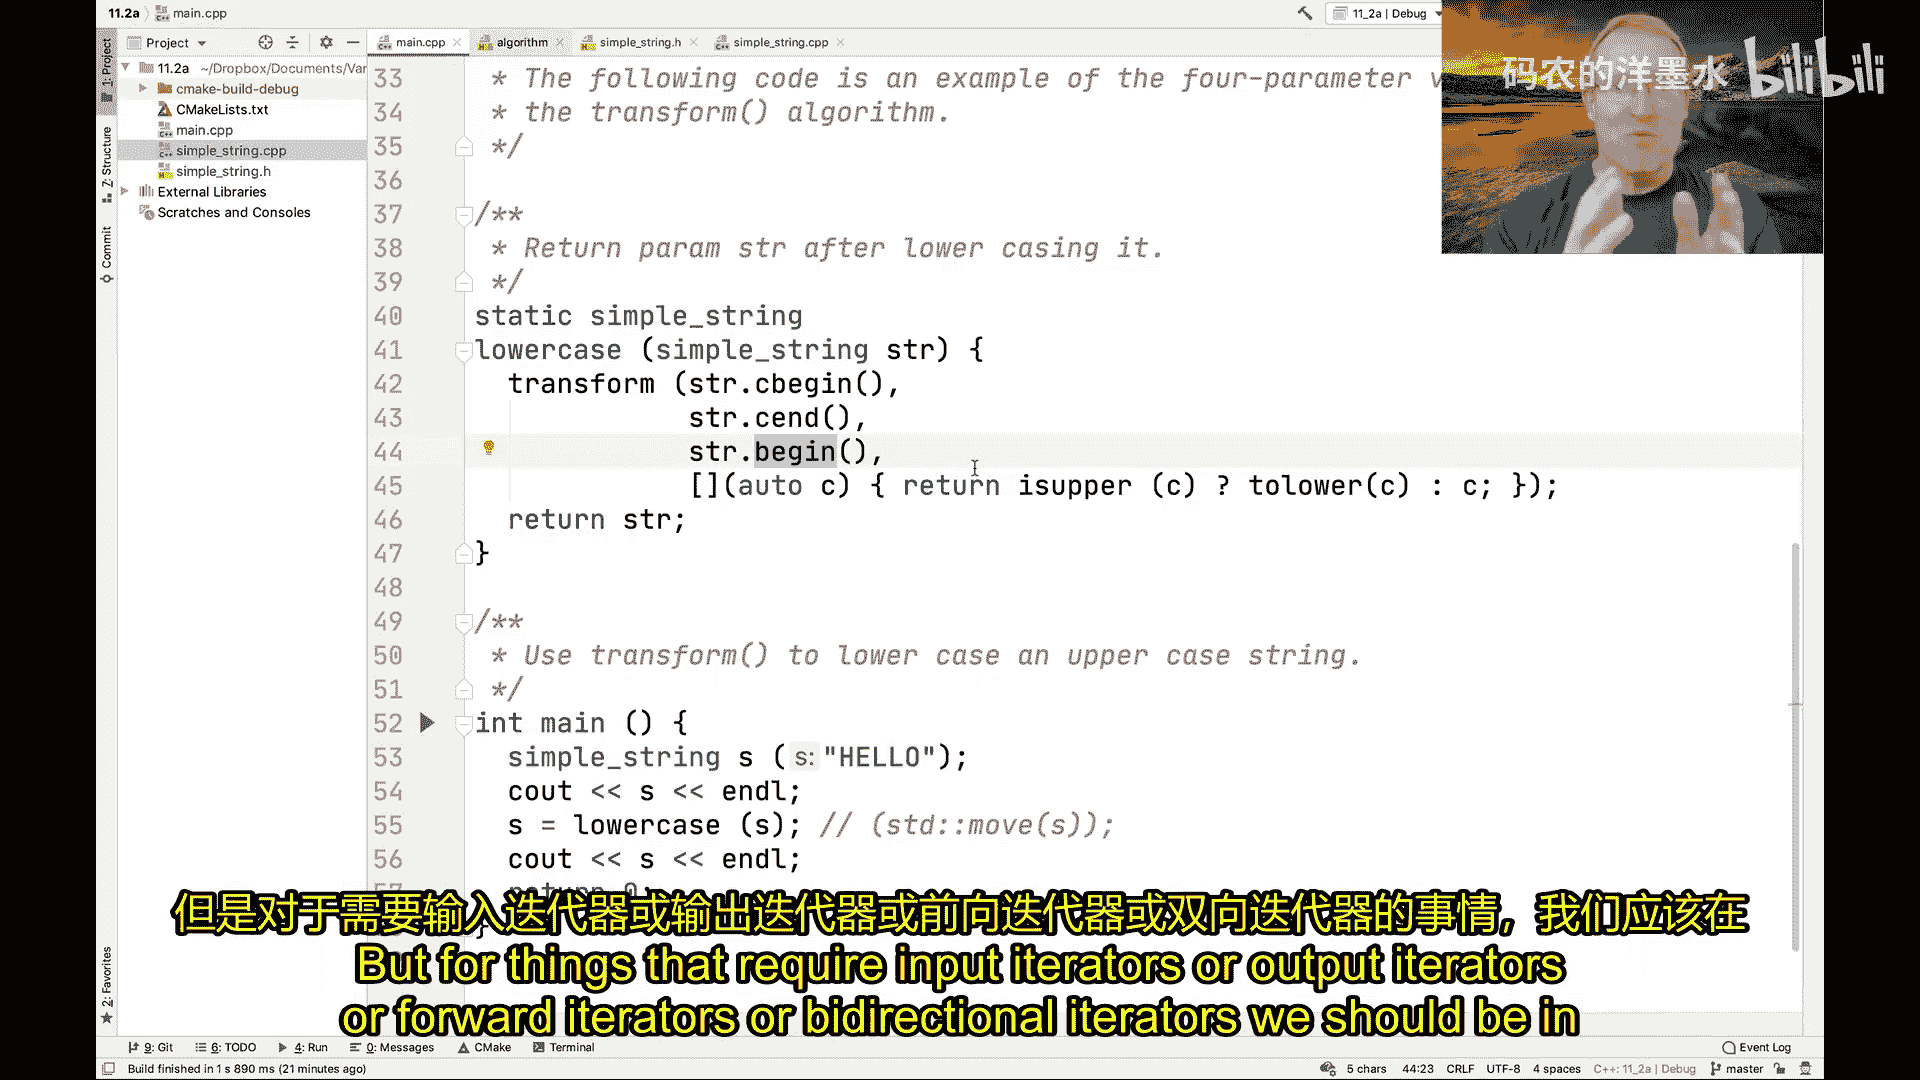 11.2a main.cpp
11_2a | Debug
码农的洋墨水 bilibili
Project
main.cpp algorithm simple_string.h simple_string.cpp
1: Project
Z: Structure
Commit
2: Favorites
11.2a ~/Dropbox/Documents/Var
cmake-build-debug
CMakeLists.txt
main.cpp
simple_string.cpp
simple_string.h
External Libraries
Scratches and Consoles
33 * The following code is an example of the four-parameter v
34 * the transform() algorithm.
35 */
36
37 /**
38 * Return param str after lower casing it.
39 */
40 static simple_string
41 lowercase (simple_string str) {
42 transform (str.cbegin(),
43 str.cend(),
44 str.begin(),
45 [](auto c) { return isupper (c) ? tolower(c) : c; });
46 return str;
47 }
48
49 /**
50 * Use transform() to lower case an upper case string.
51 */
52 int main () {
53 simple_string s (s: "HELLO");
54 cout << s << endl;
55 s = lowercase (s); // (std::move(s));
56 cout << s << endl;
57 return 0;
}
但是对于需要输入迭代器或输出迭代器或前向迭代器或双向迭代器的事情，我们应该在
But for things that require input iterators or output iterators
or forward iterators or bidirectional iterators we should be in
9: Git 6: TODO 4: Run 0: Messages CMake Terminal Event Log
Build finished in 1 s 890 ms (21 minutes ago) 5 chars 44:23 CRLF UTF-8 4 spaces C++: 11_2a | Debug master